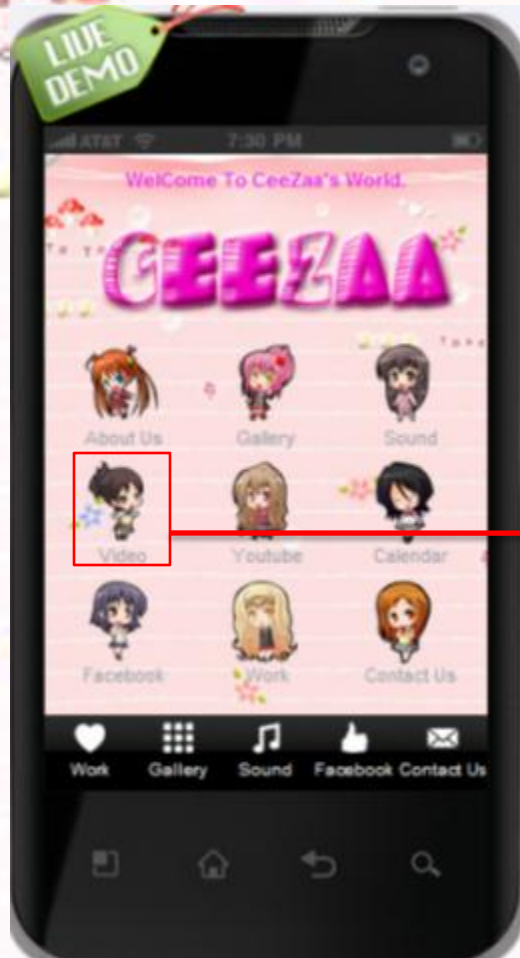 LIVE
DEMO
AT&T 7:30 PM
WelCome To CeeZaa's World.
CEEZAA
About Us Gallery Sound
Video Youtube Calendar
Facebook Work Contact Us
Work Gallery Sound Facebook Contact Us